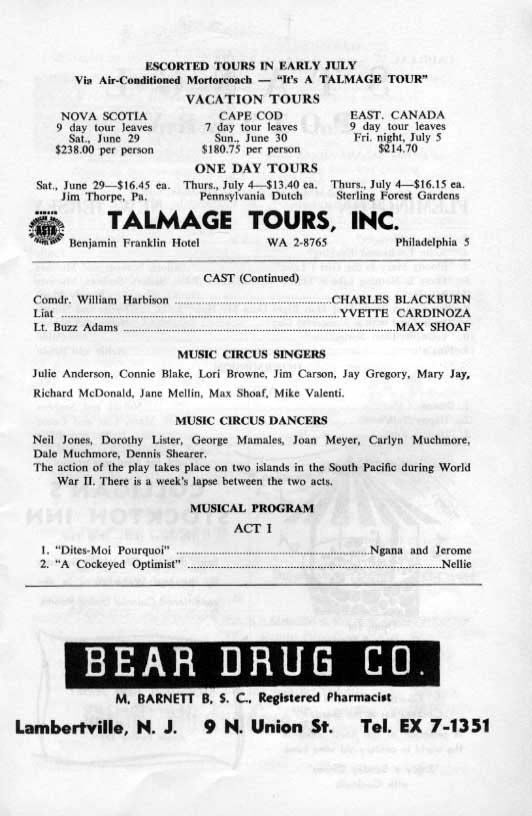 ESCORTED TOURS IN EARLY JULY
Via Air-Conditioned Mortorcoach — "It's A TALMAGE TOUR"
VACATION TOURS
NOVA SCOTIA CAPE COD EAST. CANADA
9 day tour leaves 7 day tour leaves 9 day tour leaves
Sat., June 29 Sun., June 30 Fri. night, July 5
$238.00 per person $180.75 per person $214.70
ONE DAY TOURS
Sat., June 29—$16.45 ea. Thurs., July 4—$13.40 ea. Thurs., July 4—$16.15 ea.
Jim Thorpe, Pa. Pennsylvania Dutch Sterling Forest Gardens
ASTA
TALMAGE TOURS, INC.
Benjamin Franklin Hotel WA 2-8765 Philadelphia 5
CAST (Continued)
Comdr. William Harbison ........ CHARLES BLACKBURN
Liat ........ YVETTE CARDINOZA
Lt. Buzz Adams ........ MAX SHOAF
MUSIC CIRCUS SINGERS
Julie Anderson, Connie Blake, Lori Browne, Jim Carson, Jay Gregory, Mary Jay,
Richard McDonald, Jane Mellin, Max Shoaf, Mike Valenti.
MUSIC CIRCUS DANCERS
Neil Jones, Dorothy Lister, George Mamales, Joan Meyer, Carlyn Muchmore,
Dale Muchmore, Dennis Shearer.
The action of the play takes place on two islands in the South Pacific during World
War II. There is a week's lapse between the two acts.
MUSICAL PROGRAM
ACT I
1. "Dites-Moi Pourquoi" ........ Ngana and Jerome
2. "A Cockeyed Optimist" ........ Nellie
BEAR DRUG CO.
M. BARNETT B. S. C., Registered Pharmacist
Lambertville, N. J. 9 N. Union St. Tel. EX 7-1351